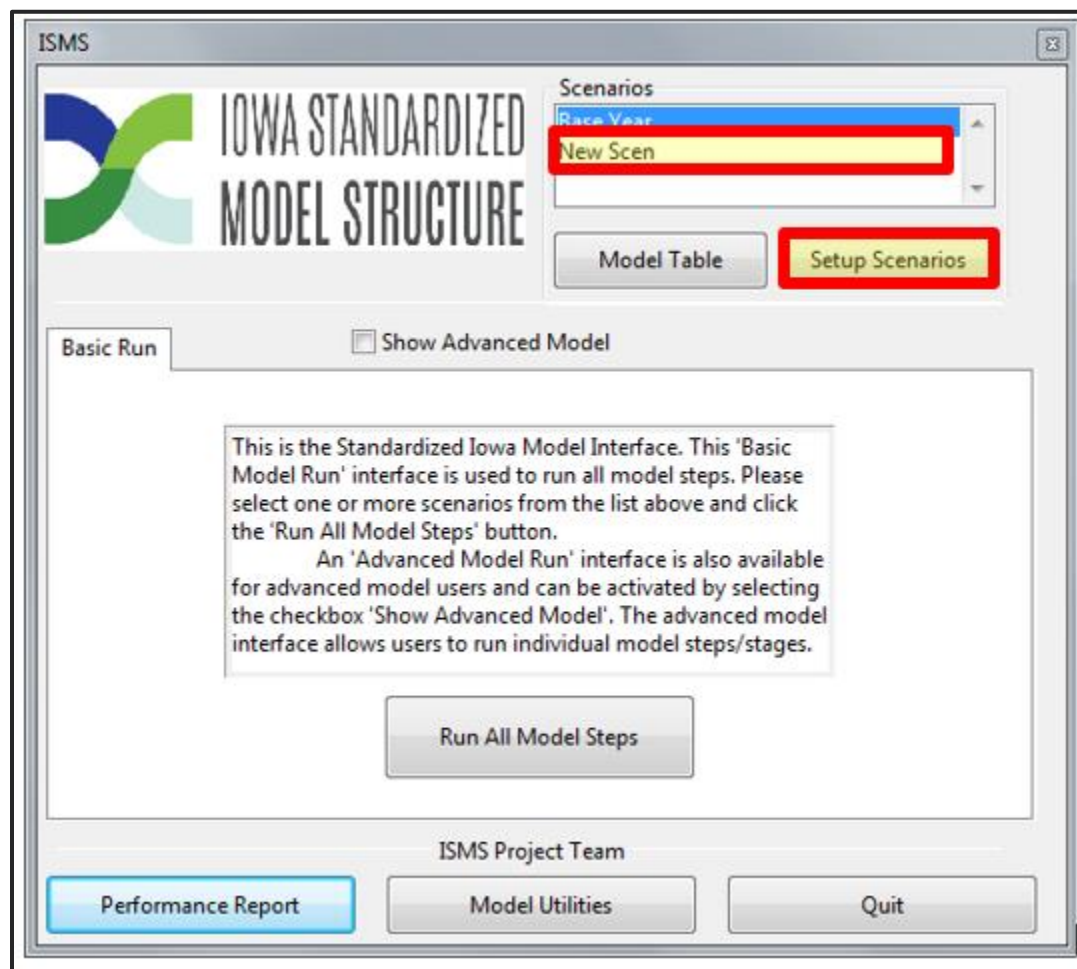 ISMS
IOWA STANDARDIZED
MODEL STRUCTURE
Scenarios
Base Year
New Scen
Model Table
Setup Scenarios
Basic Run
Show Advanced Model
This is the Standardized Iowa Model Interface. This 'Basic
Model Run' interface is used to run all model steps. Please
select one or more scenarios from the list above and click
the 'Run All Model Steps' button.
An 'Advanced Model Run' interface is also available
for advanced model users and can be activated by selecting
the checkbox 'Show Advanced Model'. The advanced model
interface allows users to run individual model steps/stages.
Run All Model Steps
ISMS Project Team
Performance Report
Model Utilities
Quit